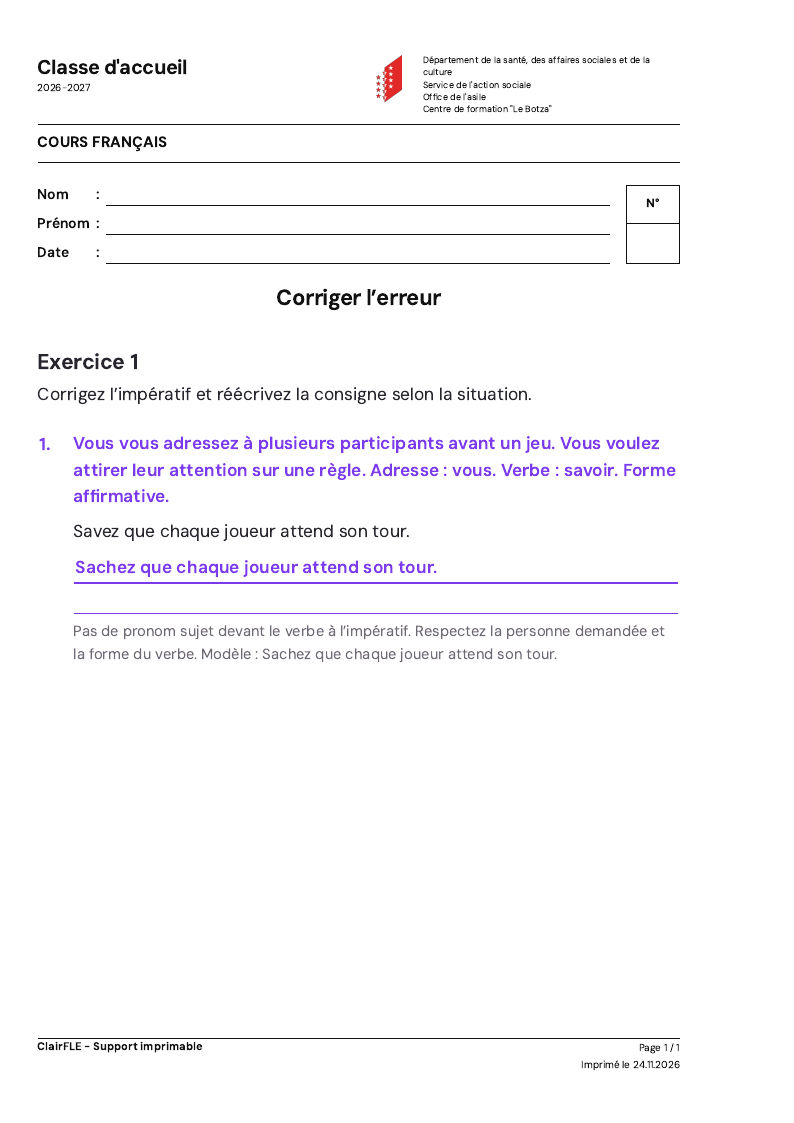 Classe d'accueil
2026-2027
Département de la santé, des affaires sociales et de la
culture
Service de l'action sociale
Office de l'asile
Centre de formation "Le Botza"
COURS FRANÇAIS
Nom :
Prénom :
Date :
N°
Corriger l’erreur
Exercice 1
Corrigez l’impératif et réécrivez la consigne selon la situation.
1. Vous vous adressez à plusieurs participants avant un jeu. Vous voulez
attirer leur attention sur une règle. Adresse : vous. Verbe : savoir. Forme
affirmative.
Savez que chaque joueur attend son tour.
Sachez que chaque joueur attend son tour.
Pas de pronom sujet devant le verbe à l’impératif. Respectez la personne demandée et
la forme du verbe. Modèle : Sachez que chaque joueur attend son tour.
ClairFLE - Support imprimable
Page 1 / 1
Imprimé le 24.11.2026